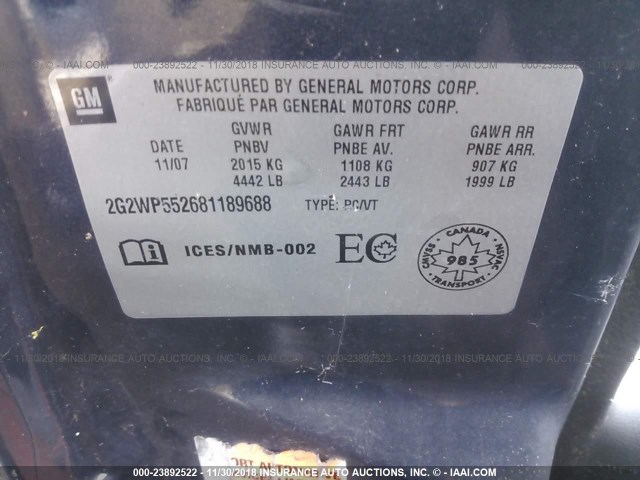 000-23892522 - 11/30/2018 INSURANCE AUTO AUCTIONS, INC. - © IAAI.COM
GM
MANUFACTURED BY GENERAL MOTORS CORP.
FABRIQUÉ PAR GENERAL MOTORS CORP.
GVWR GAWR FRT GAWR RR
DATE PNBV PNBE AV. PNBE ARR.
11/07 2015 KG 1108 KG 907 KG
4442 LB 2443 LB 1999 LB
2G2WP552681189688 TYPE: PC/VT
i ICES/NMB-002 EC
CANADA
CMVSS 985 NSVAC
TRANSPORT
000-23892522 - 11/30/2018 INSURANCE AUTO AUCTIONS, INC. - © IAAI.COM
000-23892522 - 11/30/2018 INSURANCE AUTO AUCTIONS, INC. - © IAAI.COM